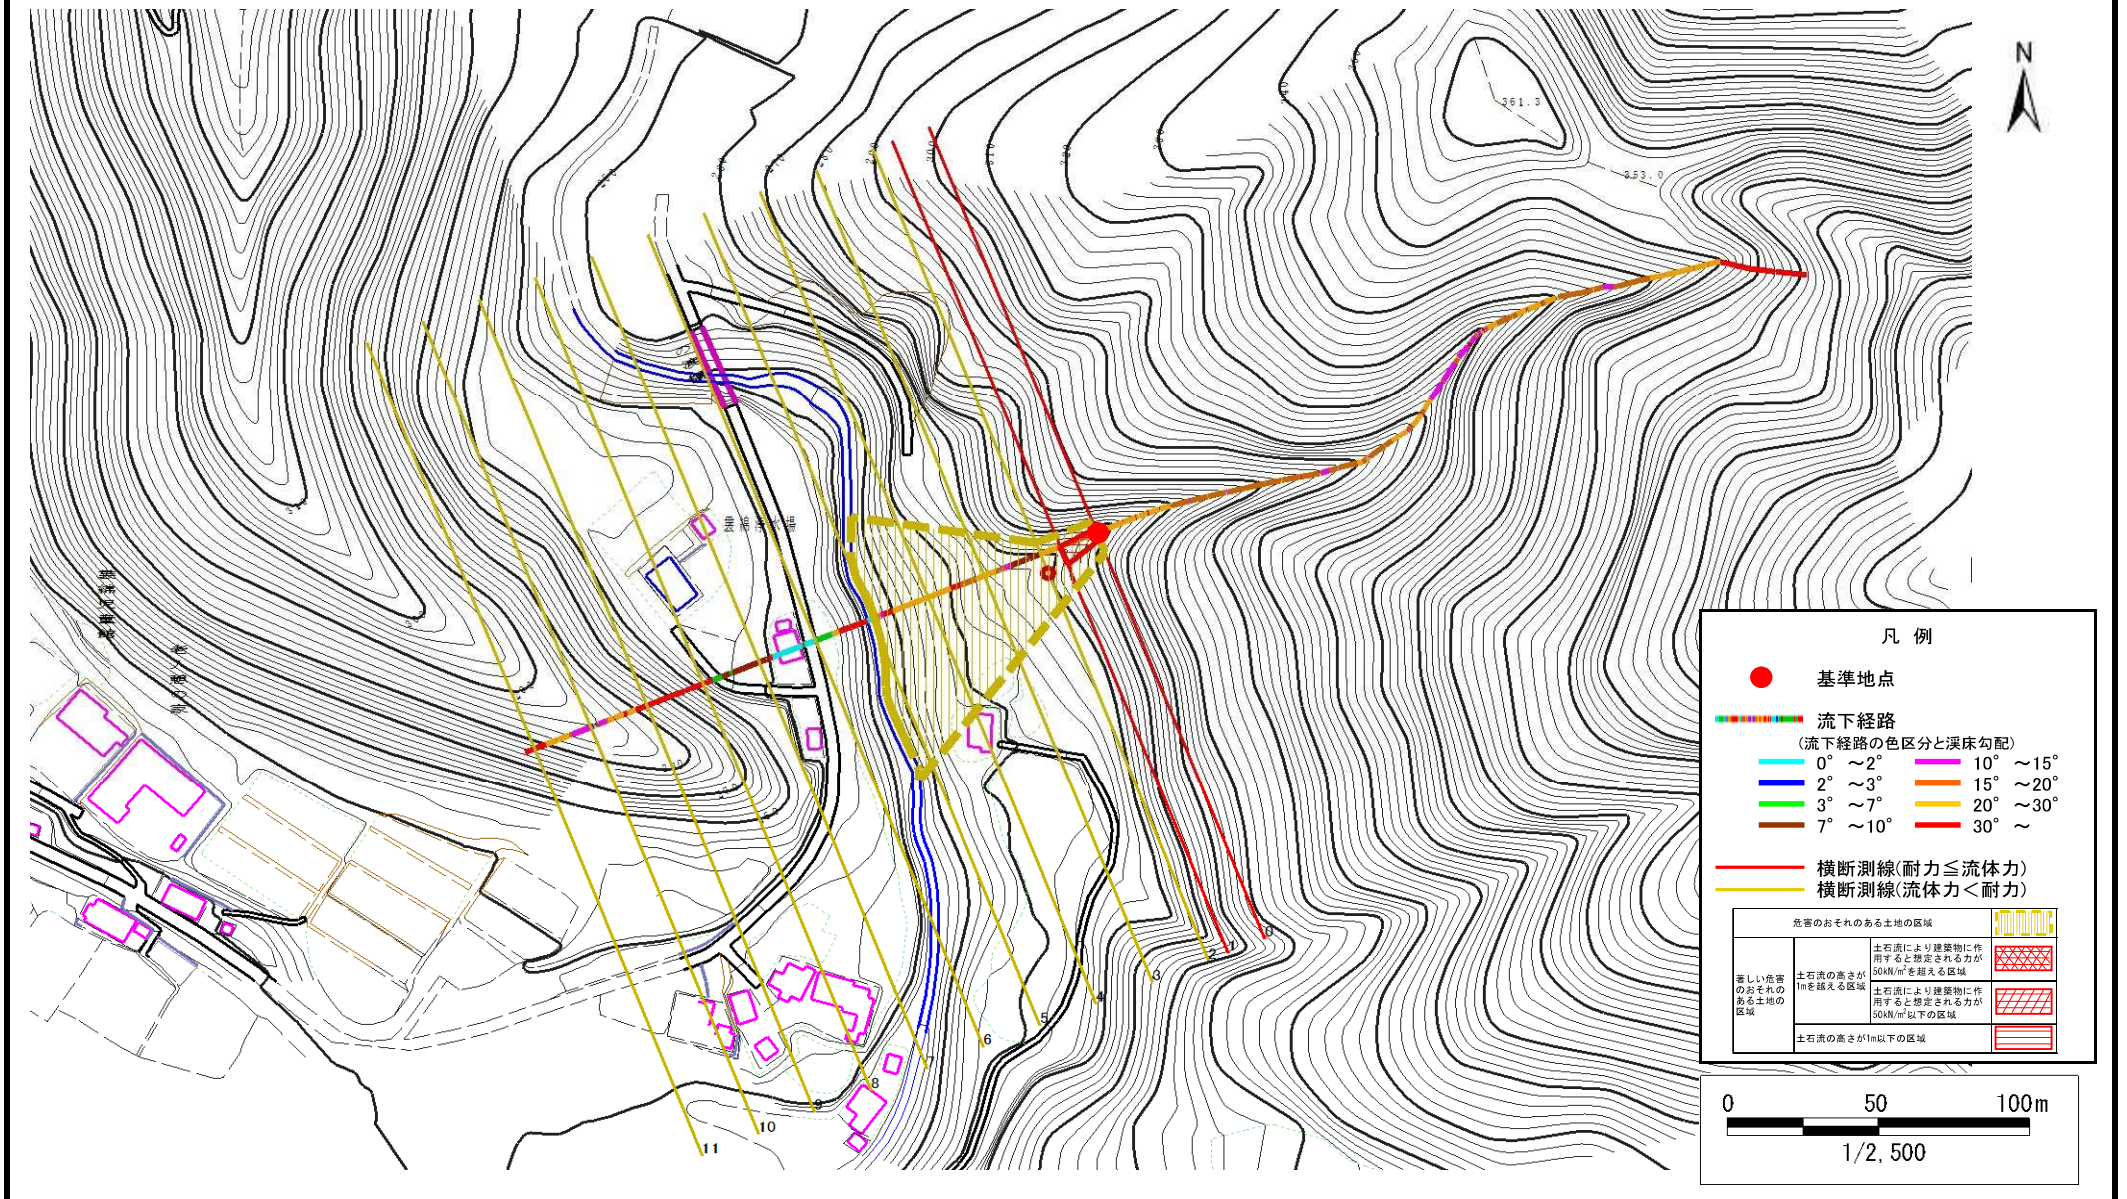 N
361.3
353.0
300
310
0
1
2
3
4
5
6
7
8
9
10
11
凡 例
基準地点
流下経路
(流下経路の色区分と渓床勾配)
0° ～2° 10° ～15°
2° ～3° 15° ～20°
3° ～7° 20° ～30°
7° ～10° 30° ～
横断測線(耐力≦流体力)
横断測線(流体力＜耐力)
危害のおそれのある土地の区域
著しい危害
のおそれの
ある土地の
区域
土石流の高さが
1mを越える区域
土石流により建築物に作
用すると想定される力が
50kN/㎡を超える区域
土石流により建築物に作
用すると想定される力が
50kN/㎡以下の区域
土石流の高さが1m以下の区域
0 50 100m
1/2,500